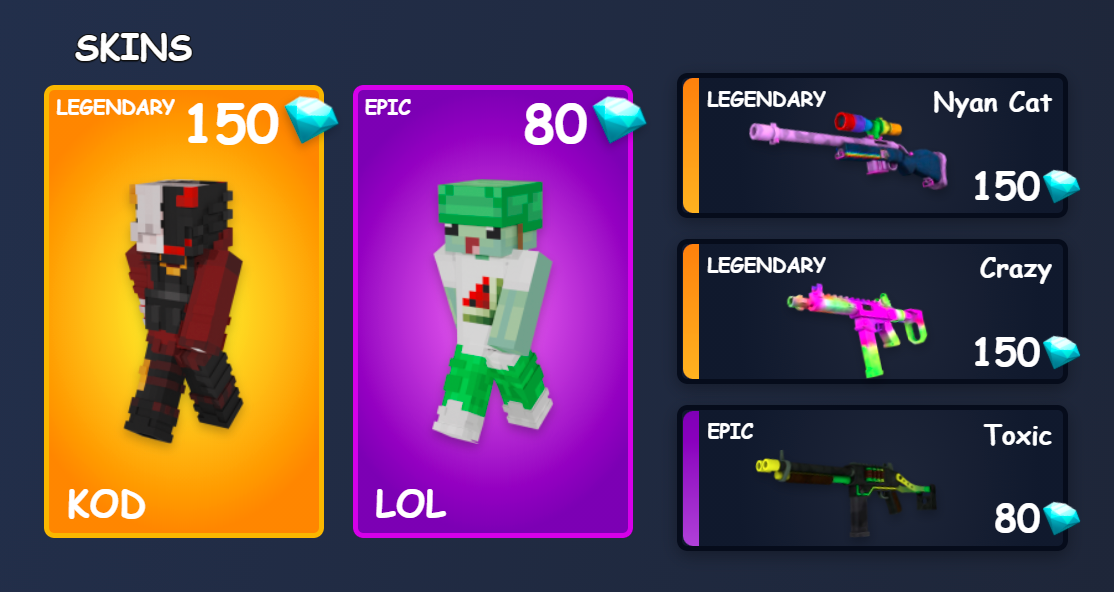 SKINS
LEGENDARY 150
KOD
EPIC 80
LOL
LEGENDARY
Nyan Cat
150
LEGENDARY
Crazy
150
EPIC
Toxic
80